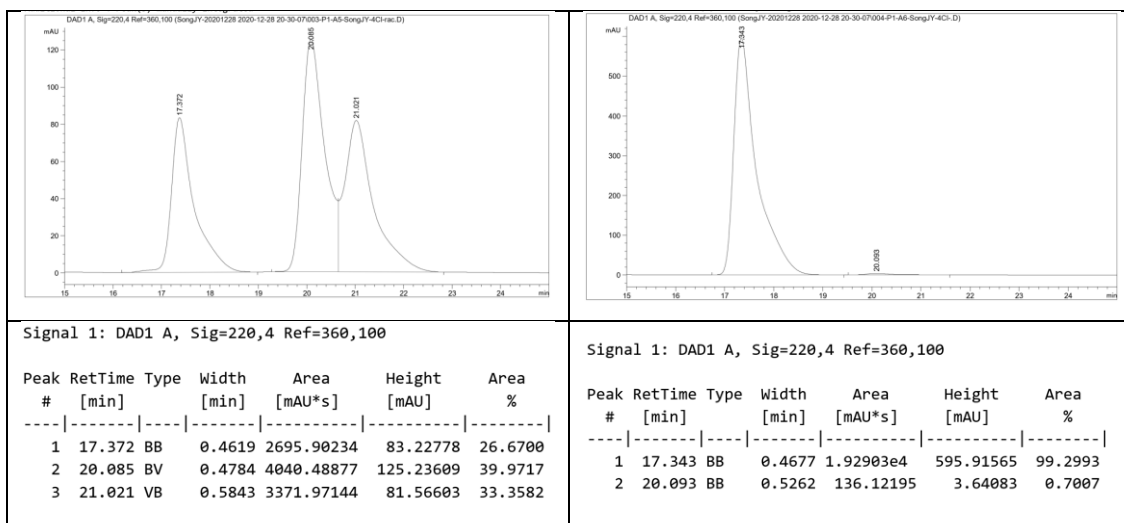 DAD1 A, Sig=220,4 Ref=360,100 (SongJY-20201228 2020-12-28 20-30-07\003-P1-A5-SongJY-4Cl-rac.D)
mAU
120
100
80
60
40
20
0
17.372
20.085
21.021
15 16 17 18 19 20 21 22 23 24 min
DAD1 A, Sig=220,4 Ref=360,100 (SongJY-20201228 2020-12-28 20-30-07\004-P1-A6-SongJY-4Cl-.D)
mAU
500
400
300
200
100
0
17.343
20.093
15 16 17 18 19 20 21 22 23 24 min
Signal 1: DAD1 A, Sig=220,4 Ref=360,100
Peak RetTime Type Width Area Height Area
# [min] [min] [mAU*s] [mAU] %
----|-------|----|-------|----------|----------|--------|
1 17.372 BB 0.4619 2695.90234 83.22778 26.6700
2 20.085 BV 0.4784 4040.48877 125.23609 39.9717
3 21.021 VB 0.5843 3371.97144 81.56603 33.3582
Signal 1: DAD1 A, Sig=220,4 Ref=360,100
Peak RetTime Type Width Area Height Area
# [min] [min] [mAU*s] [mAU] %
----|-------|----|-------|----------|----------|--------|
1 17.343 BB 0.4677 1.92903e4 595.91565 99.2993
2 20.093 BB 0.5262 136.12195 3.64083 0.7007